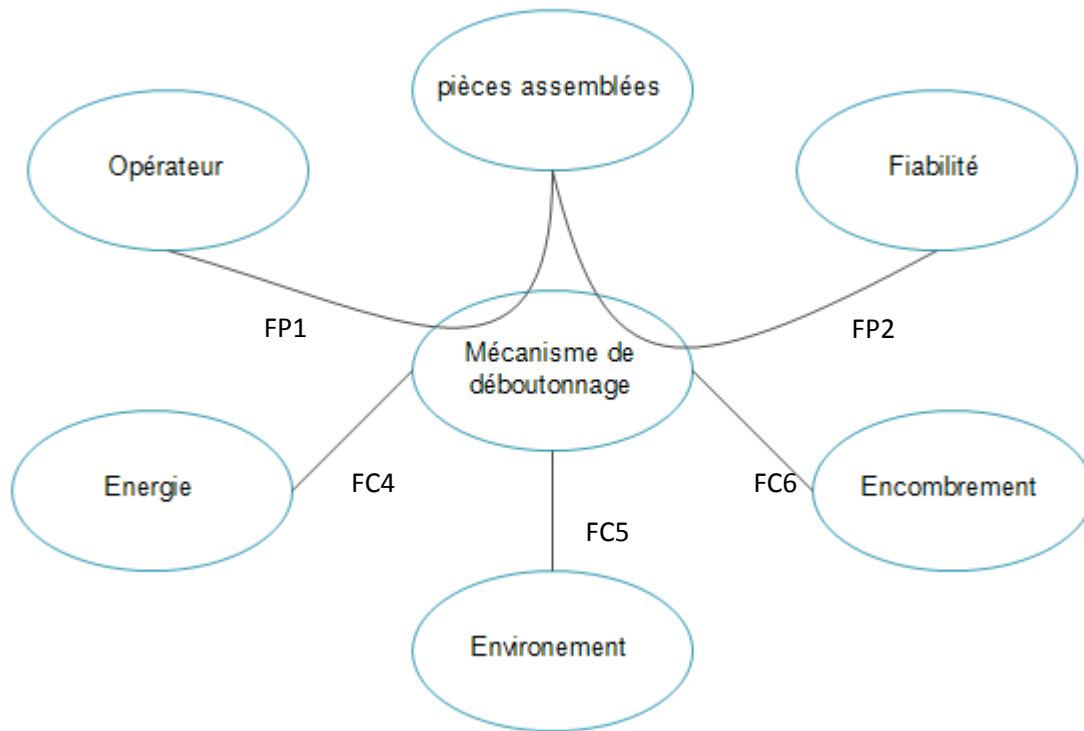 pièces assemblées
Opérateur
Fiabilité
FP1
FP2
Mécanisme de
déboutonnage
Energie
FC4
FC6
Encombrement
FC5
Environement